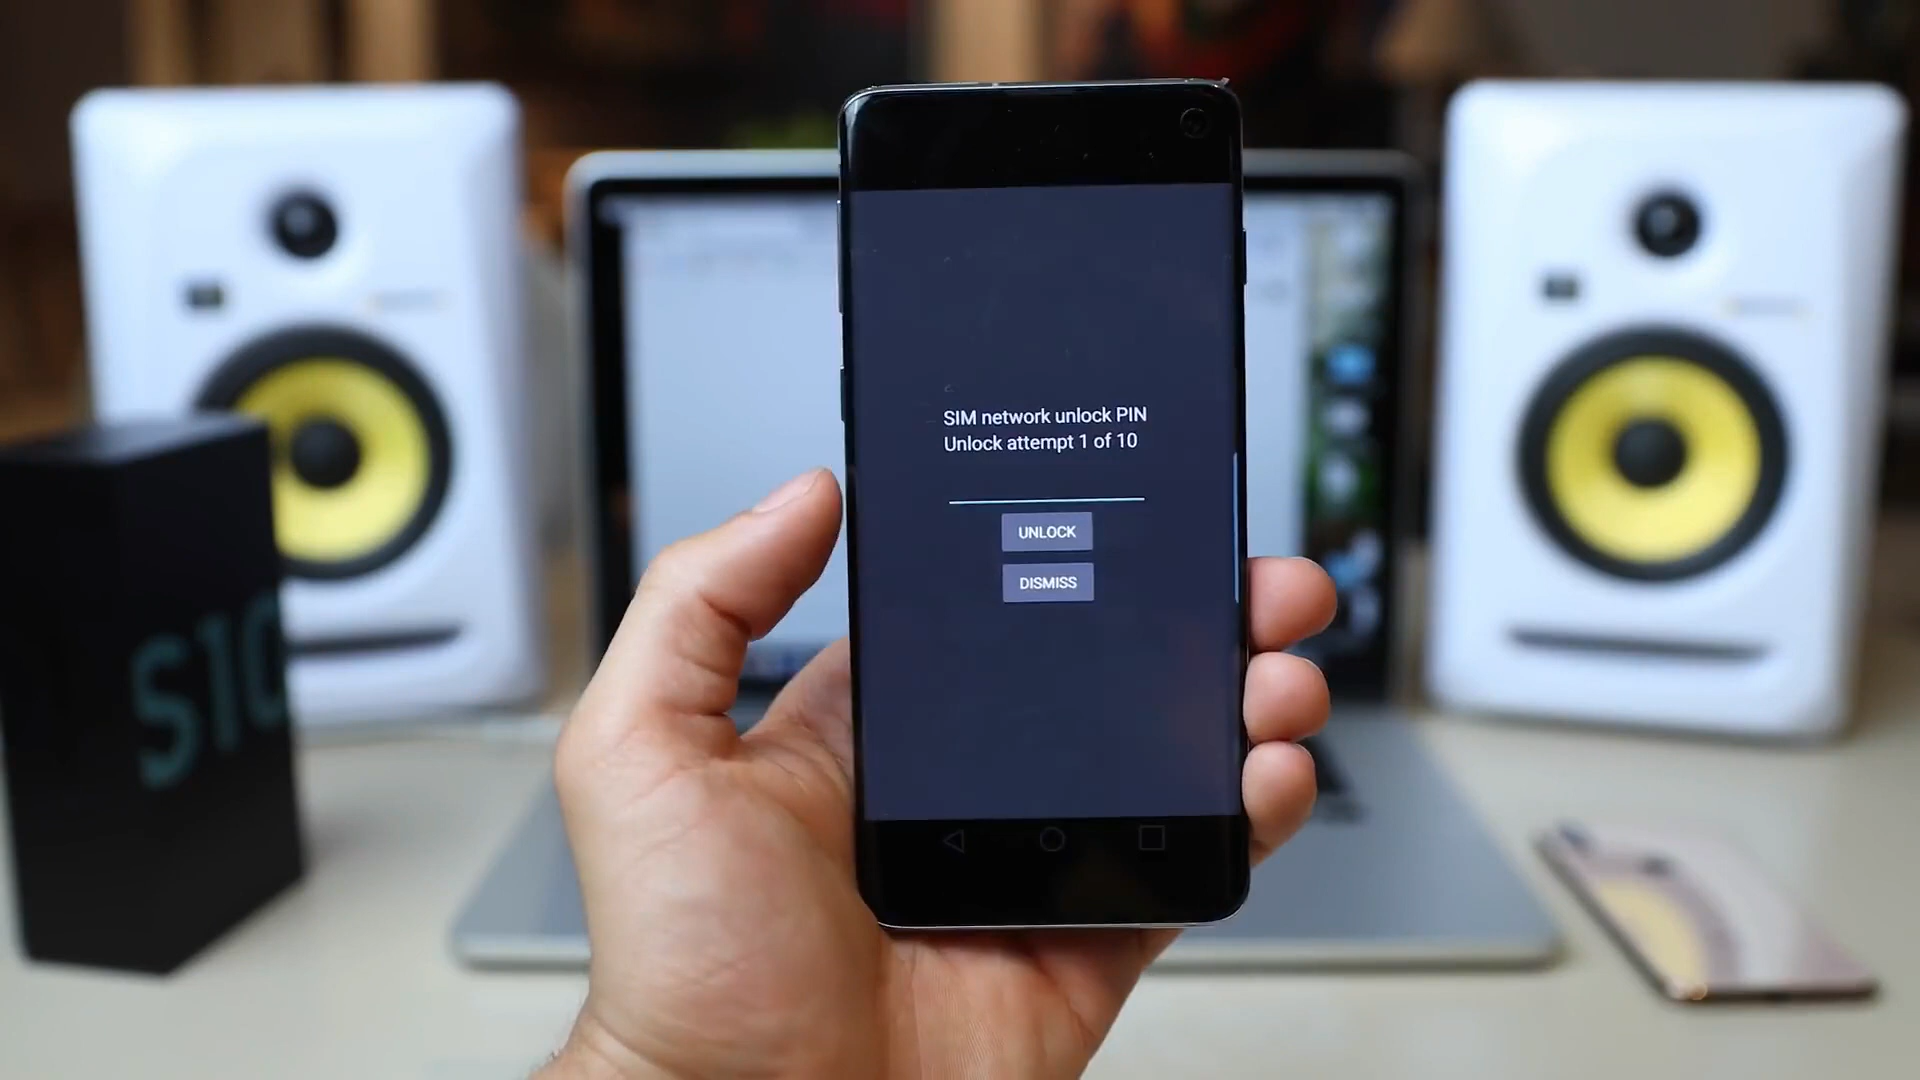 SIM network unlock PIN
Unlock attempt 1 of 10
UNLOCK
DISMISS
S10